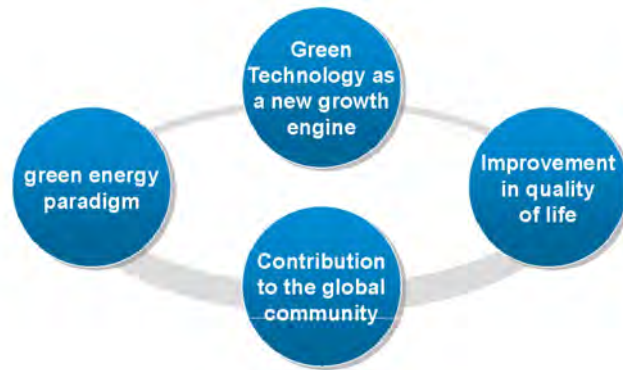 Green
Technology as
a new growth
engine
green energy
paradigm
Improvement
in quality
of life
Contribution
to the global
community